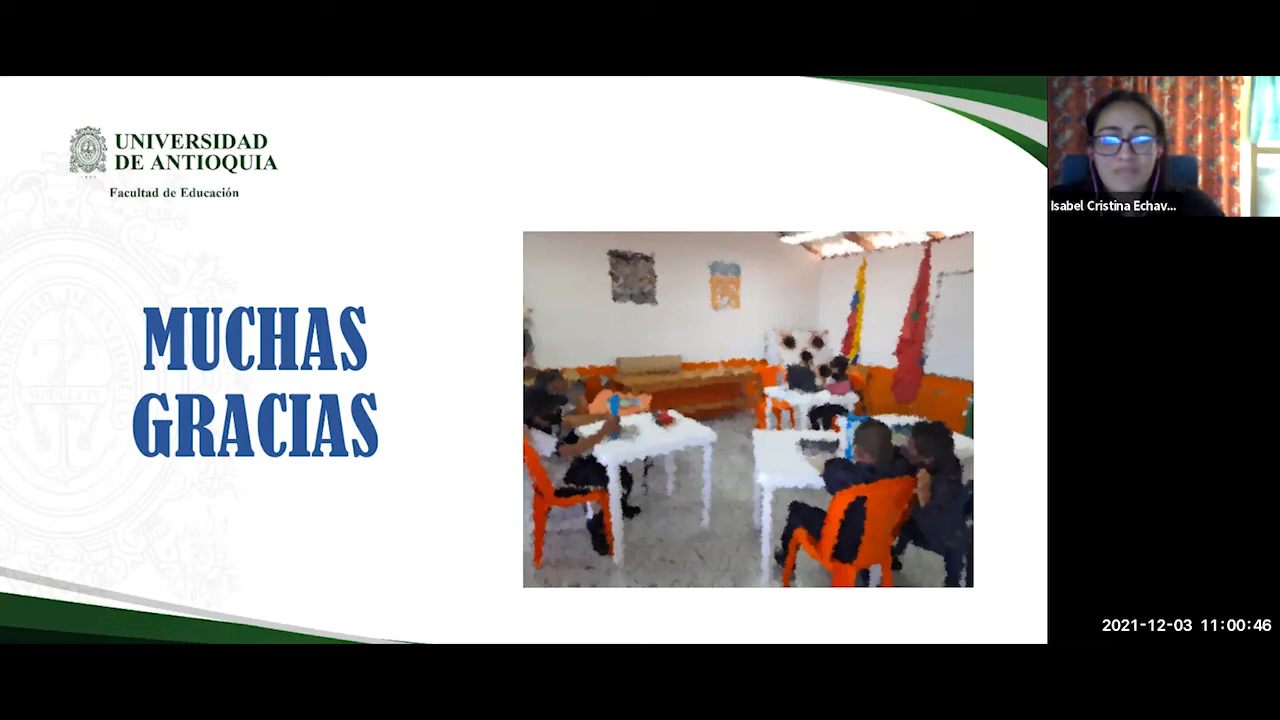 UNIVERSIDAD
DE ANTIOQUIA
Facultad de Educación
MUCHAS
GRACIAS
Isabel Cristina Echav...
2021-12-03 11:00:46